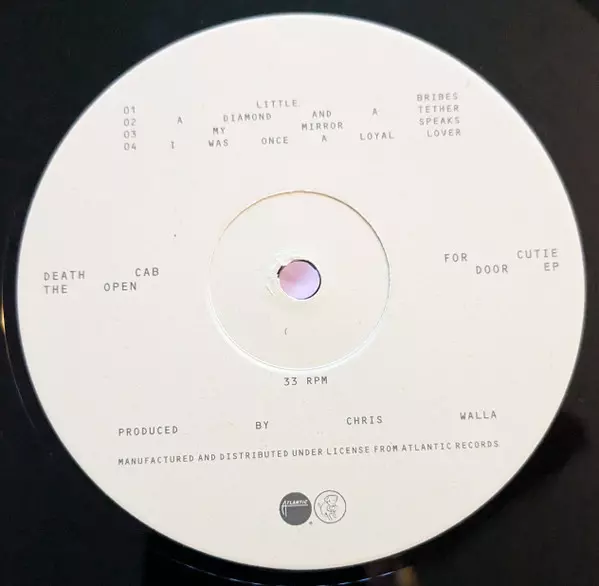 01 LITTLE BRIBES
02 A DIAMOND AND A TETHER
03 MY MIRROR SPEAKS
04 I WAS ONCE A LOYAL LOVER
DEATH CAB FOR CUTIE
THE OPEN DOOR EP
33 RPM
PRODUCED BY CHRIS WALLA
MANUFACTURED AND DISTRIBUTED UNDER LICENSE FROM ATLANTIC RECORDS
ATLANTIC